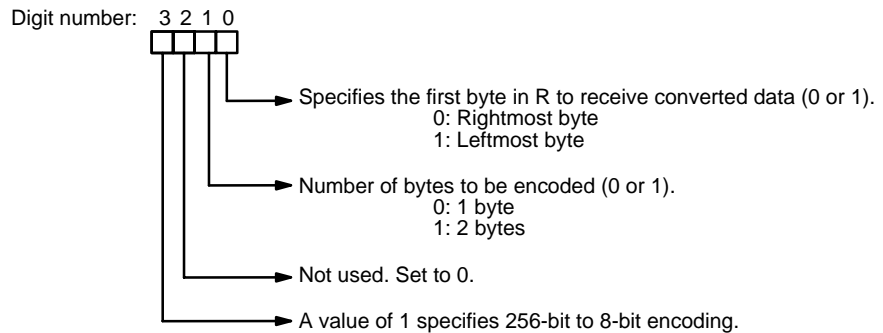 Digit number: 3 2 1 0
Specifies the first byte in R to receive converted data (0 or 1).
0: Rightmost byte
1: Leftmost byte
Number of bytes to be encoded (0 or 1).
0: 1 byte
1: 2 bytes
Not used. Set to 0.
A value of 1 specifies 256-bit to 8-bit encoding.